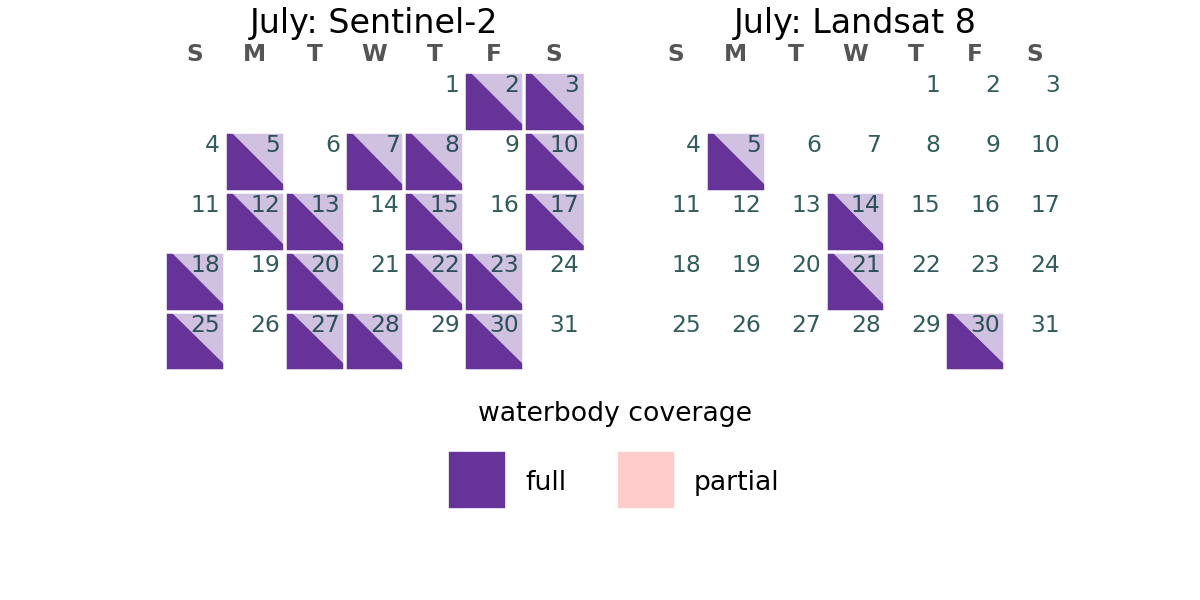 July: Sentinel-2
S M T W T F S
1 2 3
4 5 6 7 8 9 10
11 12 13 14 15 16 17
18 19 20 21 22 23 24
25 26 27 28 29 30 31
July: Landsat 8
S M T W T F S
1 2 3
4 5 6 7 8 9 10
11 12 13 14 15 16 17
18 19 20 21 22 23 24
25 26 27 28 29 30 31
waterbody coverage
full partial